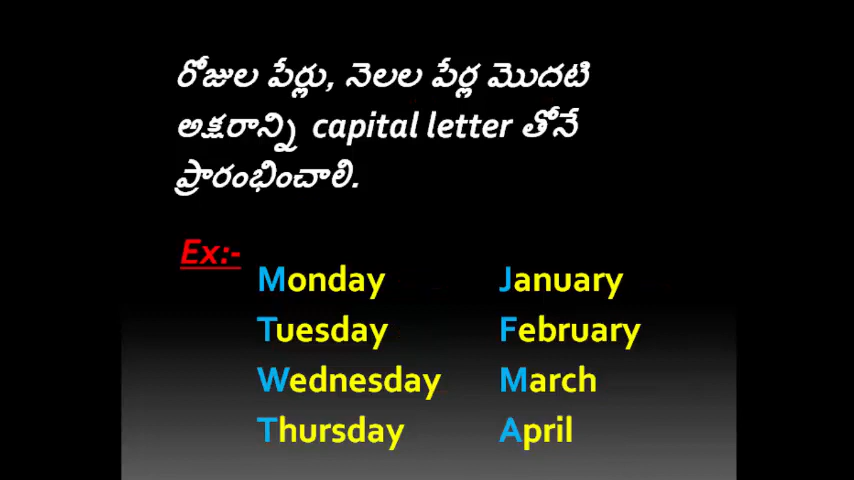 రోజుల పేర్లు, నెలల పేర్ల మొదటి
అక్షరాన్ని capital letter తోనే
ప్రారంభించాలి.
Ex:-
Monday January
Tuesday February
Wednesday March
Thursday April